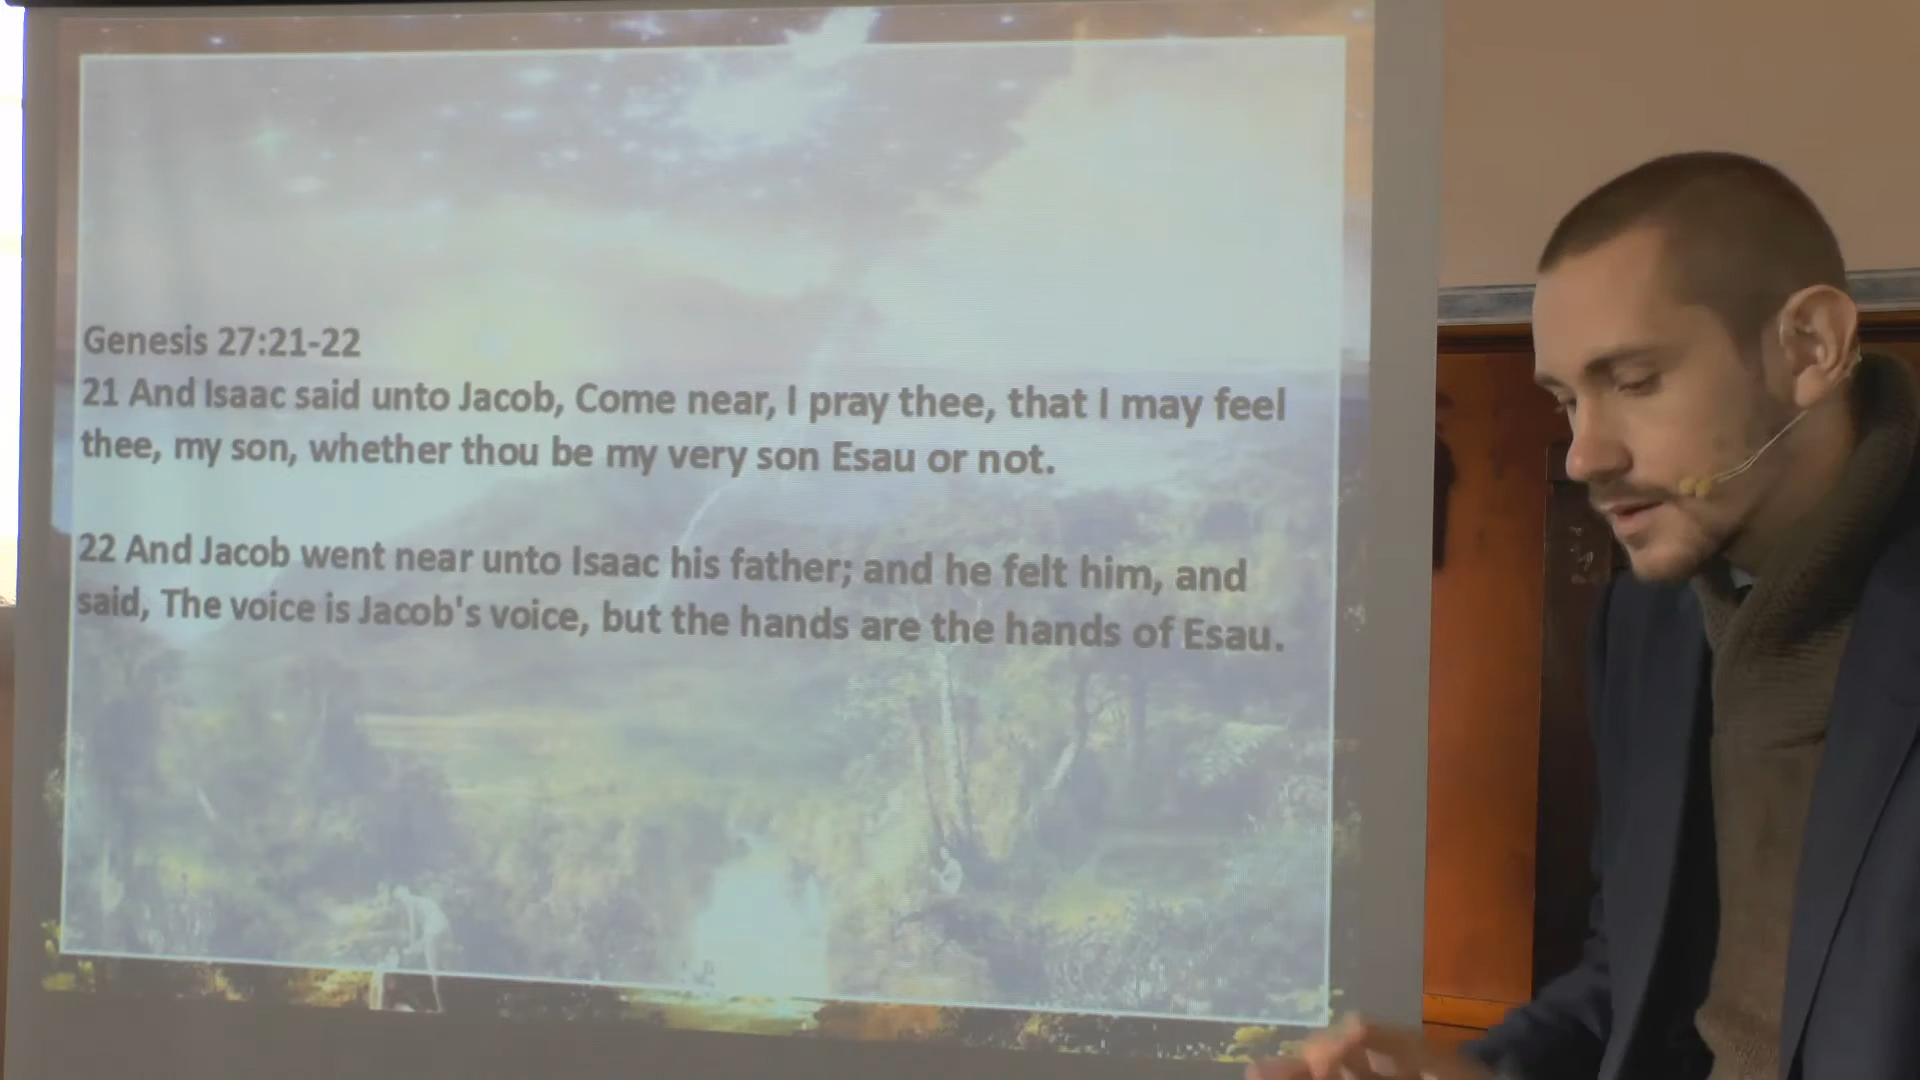 Genesis 27:21-22
21 And Isaac said unto Jacob, Come near, I pray thee, that I may feel
thee, my son, whether thou be my very son Esau or not.
22 And Jacob went near unto Isaac his father; and he felt him, and
said, The voice is Jacob's voice, but the hands are the hands of Esau.